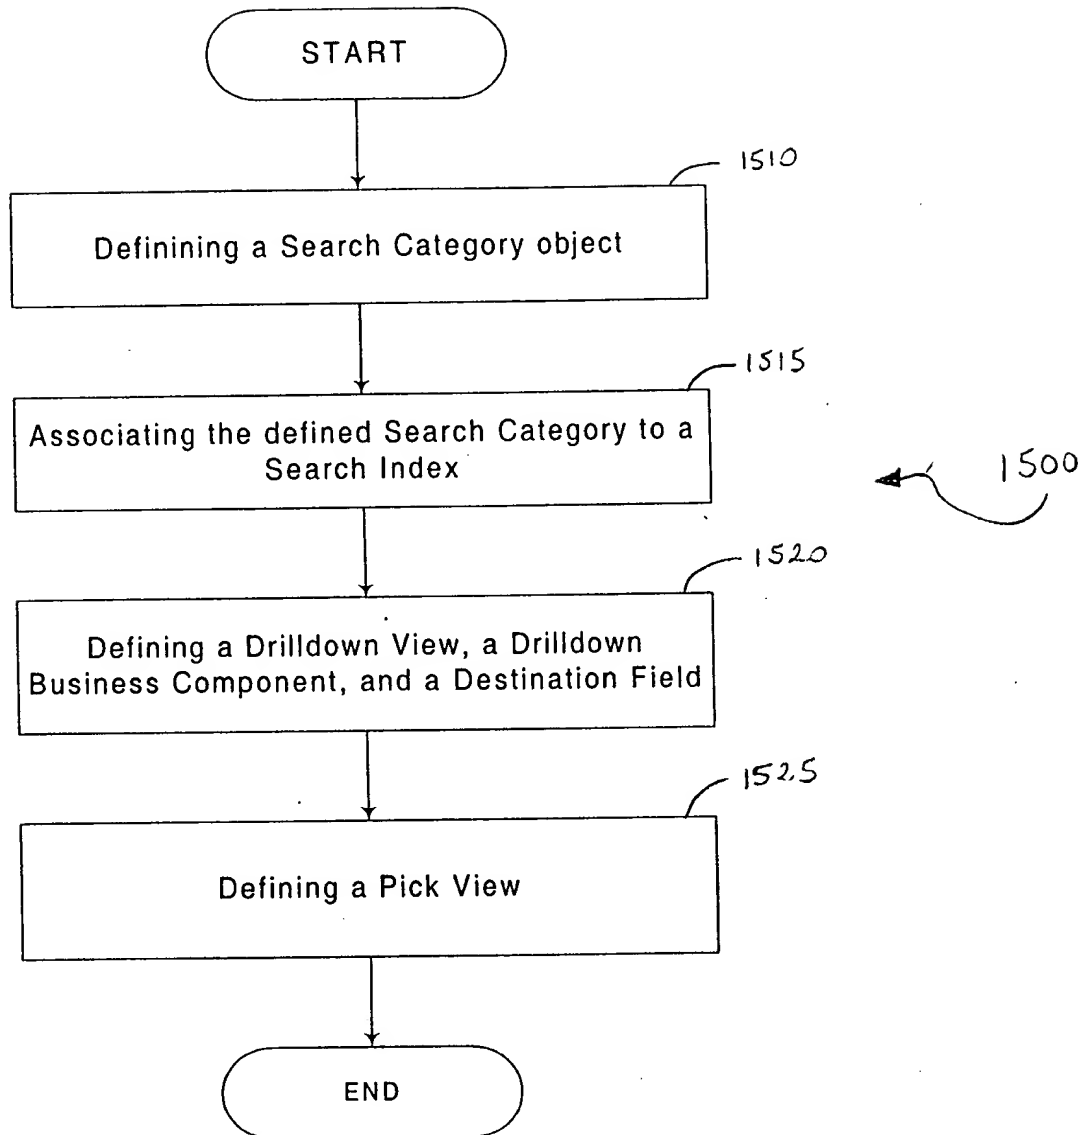 START
1510
Definining a Search Category object
1515
Associating the defined Search Category to a
Search Index
1500
1520
Defining a Drilldown View, a Drilldown
Business Component, and a Destination Field
1525
Defining a Pick View
END